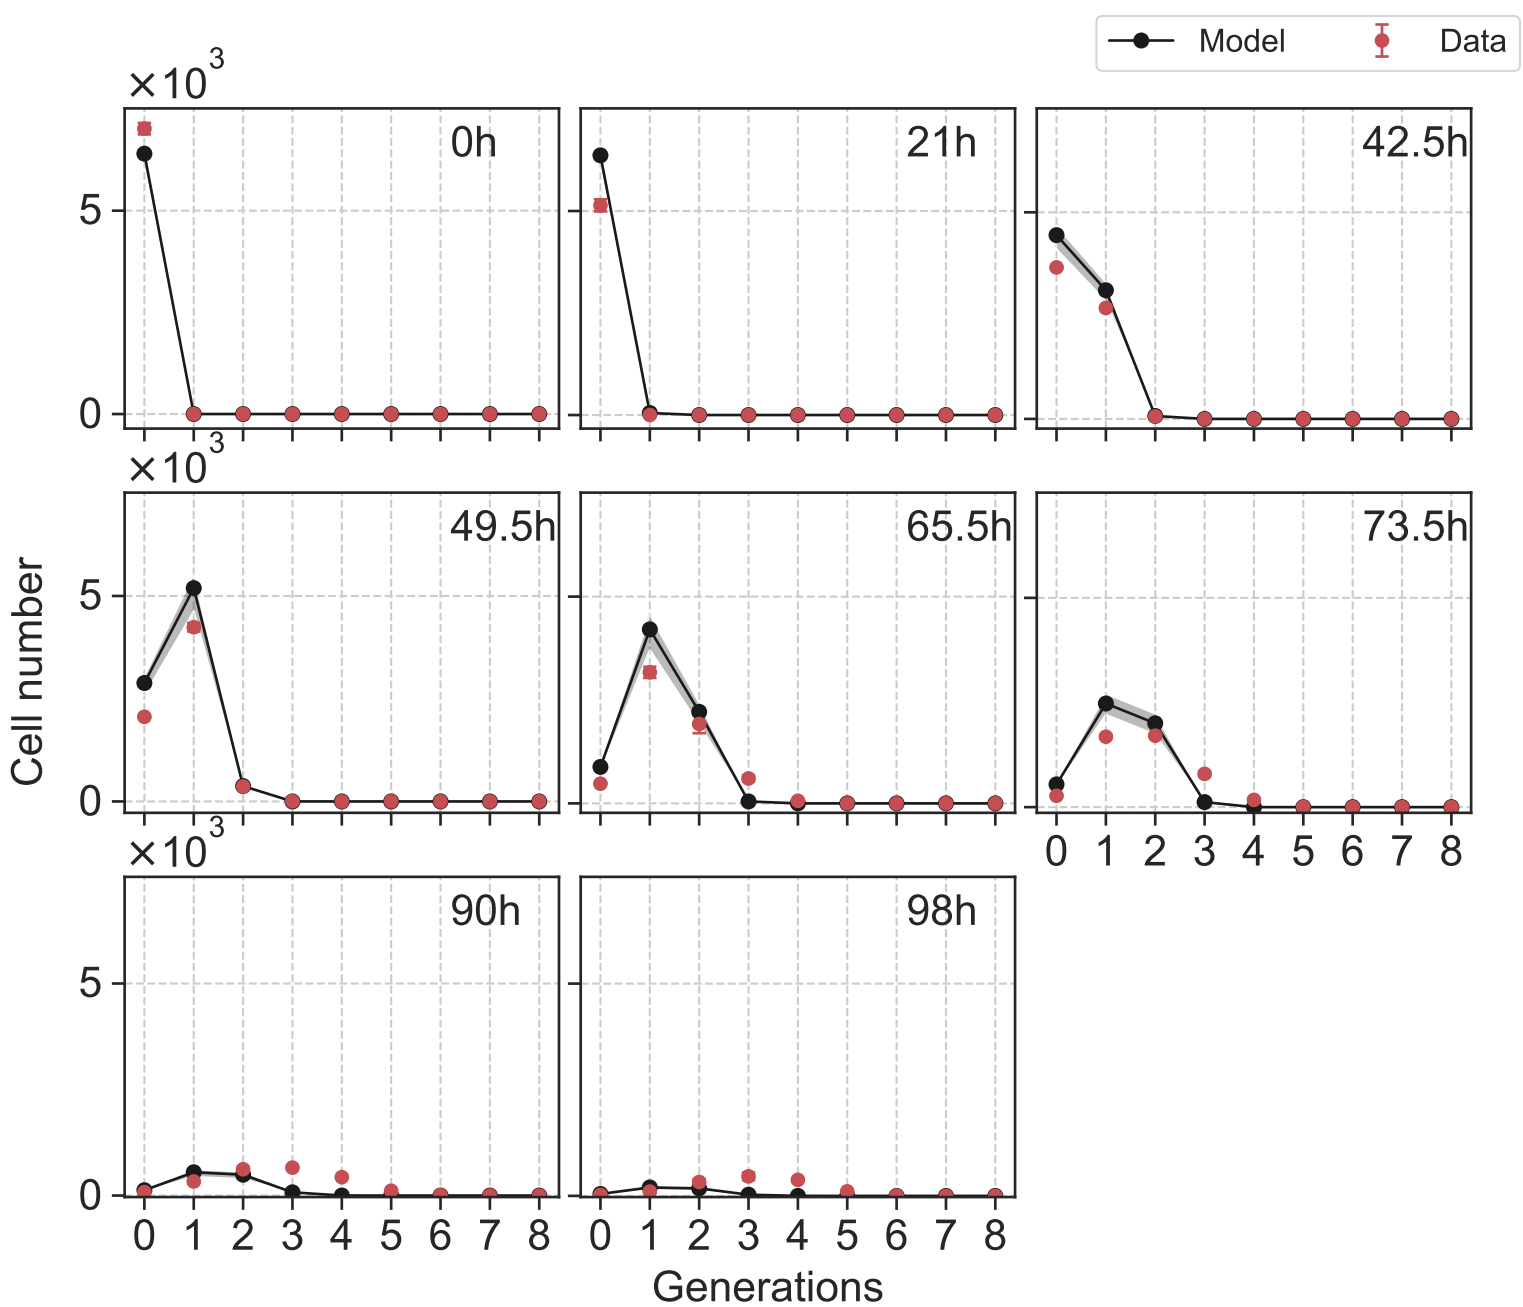 Model Data
×10³
0h 21h 42.5h
5
0
×10³
49.5h 65.5h 73.5h
5
0
0 1 2 3 4 5 6 7 8
×10³
90h 98h
5
0
0 1 2 3 4 5 6 7 8 0 1 2 3 4 5 6 7 8
Cell number
Generations